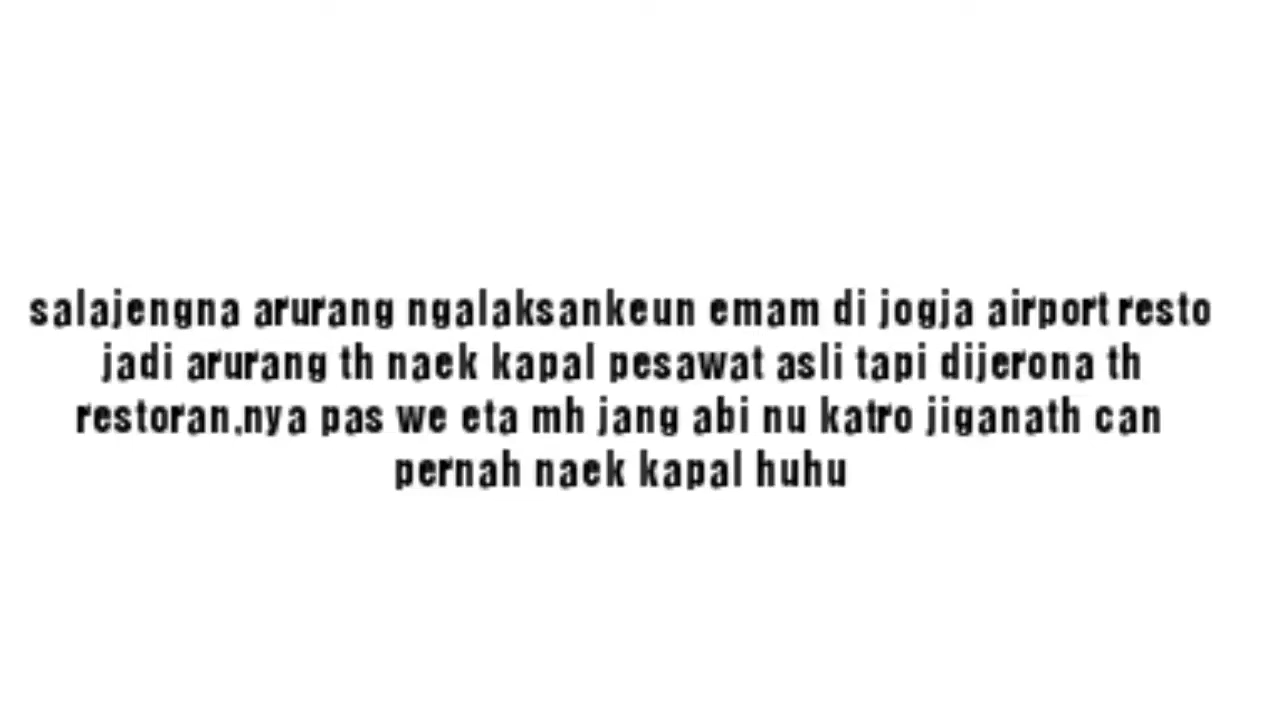 salajengna arurang ngalaksankeun emam di jogja airport resto
jadi arurang th naek kapal pesawat asli tapi dijerona th
restoran,nya pas we eta mh jang abi nu katro jiganath can
pernah naek kapal huhu